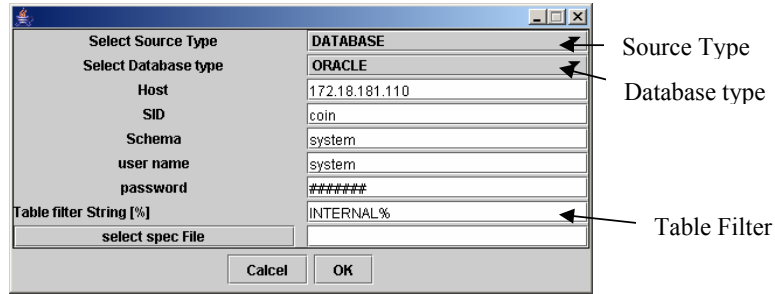 Select Source Type DATABASE
Source Type
Select Database type ORACLE
Database type
Host 172.18.181.110
SID coin
Schema system
user name system
password #######
Table filter String [%] INTERNAL%
Table Filter
select spec File
Calcel OK